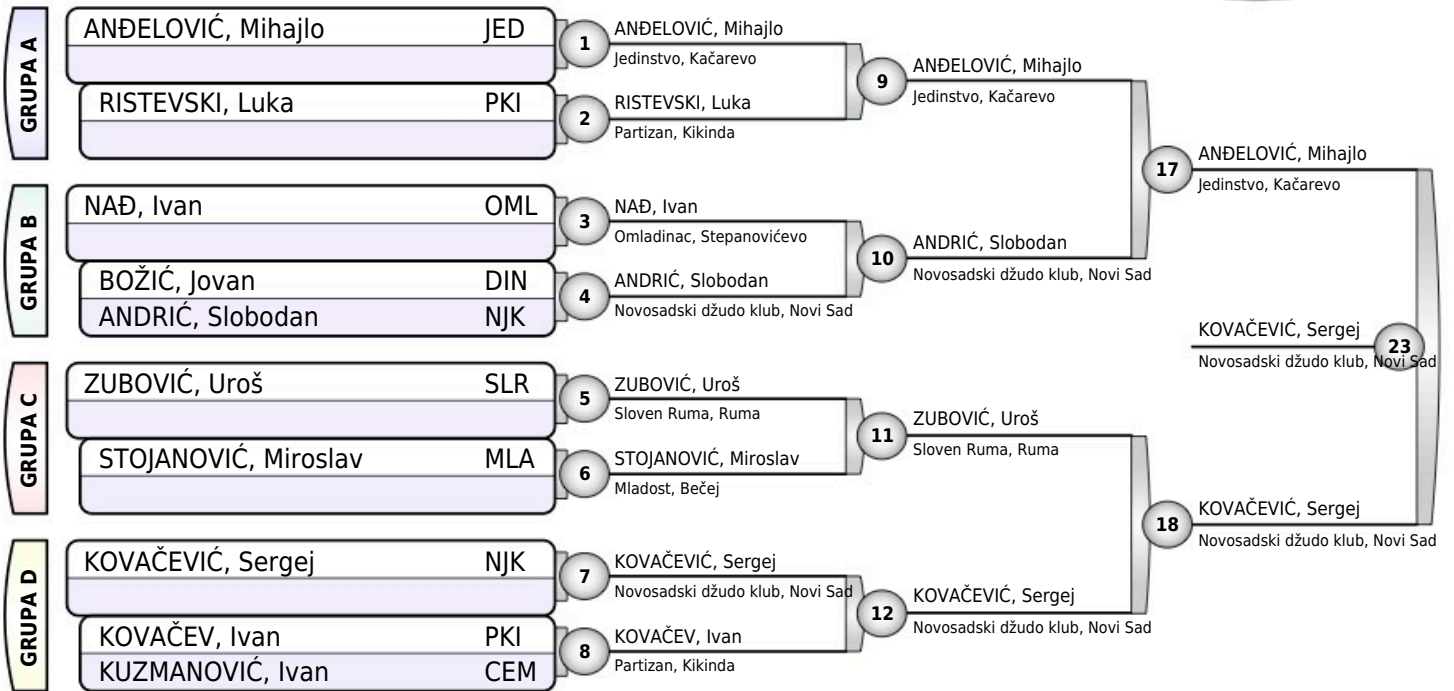 GRUPA A
ANĐELOVIĆ, Mihajlo JED
RISTEVSKI, Luka PKI
1
2
ANĐELOVIĆ, Mihajlo
Jedinstvo, Kačarevo
RISTEVSKI, Luka
Partizan, Kikinda
9
ANĐELOVIĆ, Mihajlo
Jedinstvo, Kačarevo
GRUPA B
NAĐ, Ivan OML
BOŽIĆ, Jovan DIN
ANDRIĆ, Slobodan NJK
3
4
NAĐ, Ivan
Omladinac, Stepanovićevo
ANDRIĆ, Slobodan
Novosadski džudo klub, Novi Sad
10
ANDRIĆ, Slobodan
Novosadski džudo klub, Novi Sad
17
ANĐELOVIĆ, Mihajlo
Jedinstvo, Kačarevo
GRUPA C
ZUBOVIĆ, Uroš SLR
STOJANOVIĆ, Miroslav MLA
5
6
ZUBOVIĆ, Uroš
Sloven Ruma, Ruma
STOJANOVIĆ, Miroslav
Mladost, Bečej
11
ZUBOVIĆ, Uroš
Sloven Ruma, Ruma
GRUPA D
KOVAČEVIĆ, Sergej NJK
KOVAČEV, Ivan PKI
KUZMANOVIĆ, Ivan CEM
7
8
KOVAČEVIĆ, Sergej
Novosadski džudo klub, Novi Sad
KOVAČEV, Ivan
Partizan, Kikinda
12
KOVAČEVIĆ, Sergej
Novosadski džudo klub, Novi Sad
18
KOVAČEVIĆ, Sergej
Novosadski džudo klub, Novi Sad
KOVAČEVIĆ, Sergej
23
Novosadski džudo klub, Novi Sad